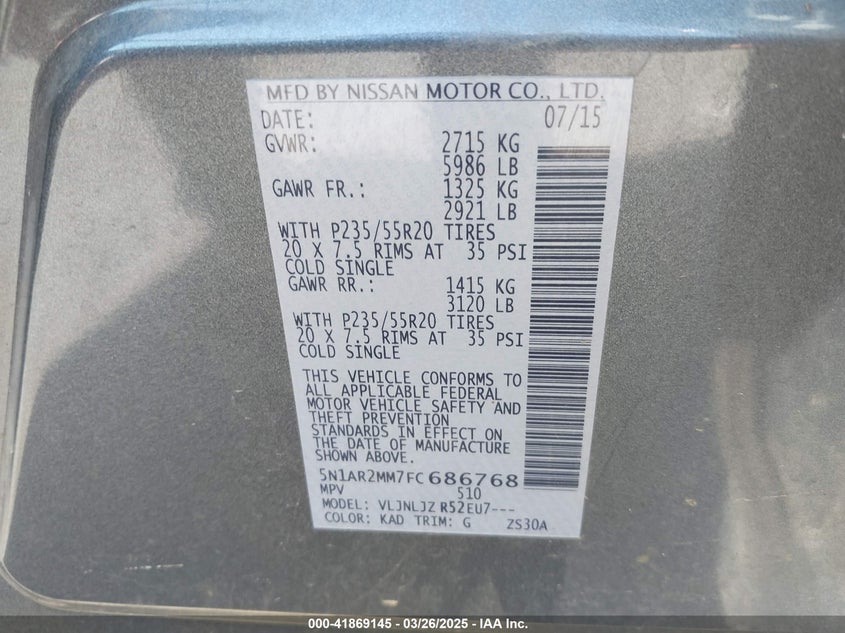 MFD BY NISSAN MOTOR CO., LTD.
DATE: 07/15
GVWR: 2715 KG
5986 LB
GAWR FR.: 1325 KG
2921 LB
WITH P235/55R20 TIRES
20 X 7.5 RIMS AT 35 PSI
COLD SINGLE
GAWR RR.: 1415 KG
3120 LB
WITH P235/55R20 TIRES
20 X 7.5 RIMS AT 35 PSI
COLD SINGLE
THIS VEHICLE CONFORMS TO
ALL APPLICABLE FEDERAL
MOTOR VEHICLE SAFETY AND
THEFT PREVENTION
STANDARDS IN EFFECT ON
THE DATE OF MANUFACTURE
SHOWN ABOVE.
5N1AR2MM7FC686768
MPV 510
MODEL: VLJNLJZ R52EU7---
COLOR: KAD TRIM: G ZS30A
000-41869145 - 03/26/2025 - IAA Inc.